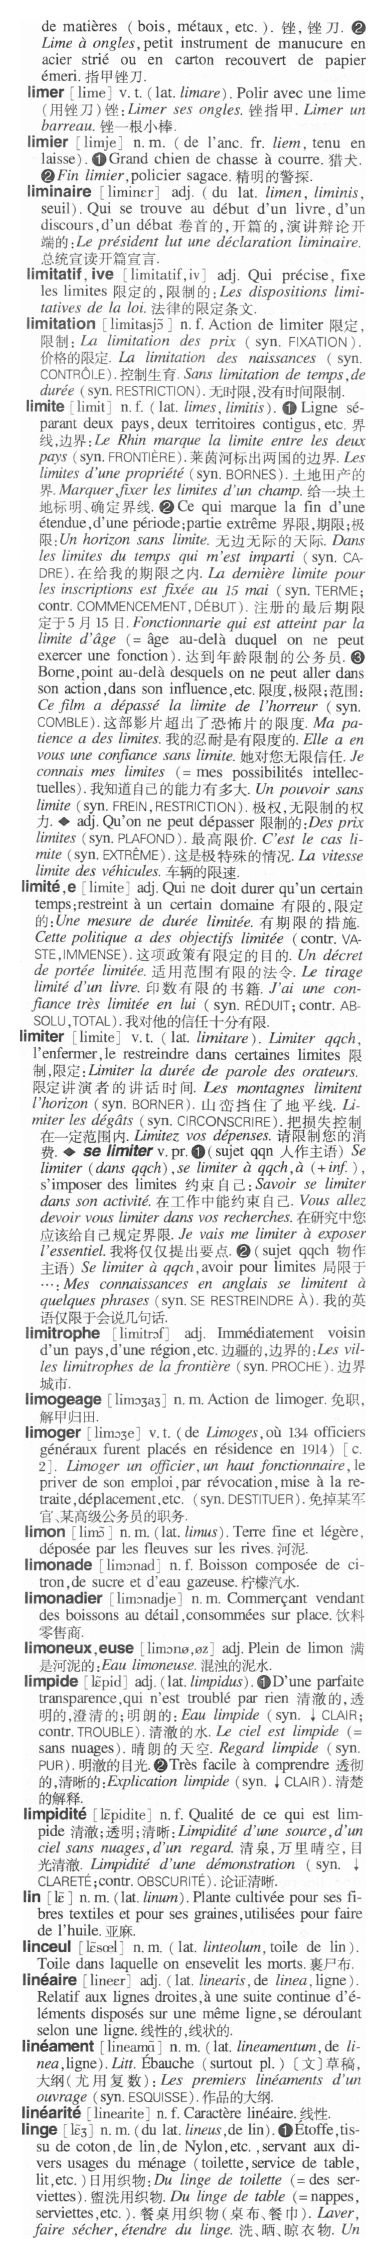 de matières ( bois, métaux, etc. ). 锉, 锉刀. ❷
Lime à ongles, petit instrument de manucure en
acier strié ou en carton recouvert de papier
émeri. 指甲锉刀.
limer [lime] v. t. (lat. limare). Polir avec une lime
(用锉刀)锉: Limer ses ongles. 锉指甲. Limer un
barreau. 锉一根小棒.
limier [limje] n. m. ( de l'anc. fr. liem, tenu en
laisse). ❶Grand chien de chasse à courre. 猎犬.
❷Fin limier, policier sagace. 精明的警探.
liminaire [liminɛr] adj. ( du lat. limen, liminis,
seuil). Qui se trouve au début d'un livre, d'un
discours, d'un débat 卷首的, 开篇的, 演讲辩论开
端的: Le président lut une déclaration liminaire.
总统宣读开篇宣言.
limitatif, ive [limitatif, iv] adj. Qui précise, fixe
les limites 限定的, 限制的: Les dispositions limi-
tatives de la loi. 法律的限定条文.
limitation [limitasjɔ̃] n. f. Action de limiter 限定,
限制: La limitation des prix ( syn. FIXATION ).
价格的限定. La limitation des naissances ( syn.
CONTRÔLE). 控制生育. Sans limitation de temps, de
durée (syn. RESTRICTION). 无时限, 没有时间限制.
limite [limit] n. f. ( lat. limes, limitis). ❶ Ligne sé-
parant deux pays, deux territoires contigus, etc. 界
线, 边界: Le Rhin marque la limite entre les deux
pays (syn. FRONTIÈRE). 莱茵河标出两国的边界. Les
limites d'une propriété (syn. BORNES). 土地田产的
界. Marquer, fixer les limites d'un champ. 给一块土
地标明、确定界线. ❷Ce qui marque la fin d'une
étendue, d'une période; partie extrême 界限, 期限; 极
限: Un horizon sans limite. 无边无际的天际. Dans
les limites du temps qui m'est imparti ( syn. CA-
DRE). 在给我的期限之内. La dernière limite pour
les inscriptions est fixée au 15 mai (syn. TERME;
contr. COMMENCEMENT, DÉBUT). 注册的最后期限
定于 5 月 15 日. Fonctionnarie qui est atteint par la
limite d'âge (= âge au-delà duquel on ne peut
exercer une fonction). 达到年龄限制的公务员. ❸
Borne, point au-delà desquels on ne peut aller dans
son action, dans son influence, etc. 限度, 极限; 范围:
Ce film a dépassé la limite de l'horreur ( syn.
COMBLE). 这部影片超出了恐怖片的限度. Ma pa-
tience a des limites. 我的忍耐是有限度的. Elle a en
vous une confiance sans limite. 她对您无限信任. Je
connais mes limites (= mes possibilités intellec-
tuelles). 我知道自己的能力有多大. Un pouvoir sans
limite (syn. FREIN, RESTRICTION). 极权, 无限制的权
力. ◆ adj. Qu'on ne peut dépasser 限制的: Des prix
limites (syn. PLAFOND). 最高限价. C'est le cas li-
mite (syn. EXTRÊME). 这是极特殊的情况. La vitesse
limite des véhicules. 车辆的限速.
limité, e [limite] adj. Qui ne doit durer qu'un certain
temps; restreint à un certain domaine 有限的, 限定
的: Une mesure de durée limitée. 有期限的措施.
Cette politique a des objectifs limitée (contr. VA-
STE, IMMENSE). 这项政策有限定的目的. Un décret
de portée limitée. 适用范围有限的法令. Le tirage
limité d'un livre. 印数有限的书籍. J'ai une con-
fiance très limitée en lui ( syn. RÉDUIT; contr. AB-
SOLU, TOTAL). 我对他的信任十分有限.
limiter [limite] v. t. ( lat. limitare). Limiter qqch,
l'enfermer, le restreindre dans certaines limites 限
制, 限定: Limiter la durée de parole des orateurs.
限定讲演者的讲话时间. Les montagnes limitent
l'horizon (syn. BORNER). 山峦挡住了地平线. Li-
miter les dégâts (syn. CIRCONSCRIRE). 把损失控制
在一定范围内. Limitez vos dépenses. 请限制您的消
费. ◆ se limiter v. pr. ❶(sujet qqn 人作主语) Se
limiter (dans qqch), se limiter à qqch, à (+inf. ),
s'imposer des limites 约束自己: Savoir se limiter
dans son activité. 在工作中能约束自己. Vous allez
devoir vous limiter dans vos recherches. 在研究中您
应该给自己规定界限. Je vais me limiter à exposer
l'essentiel. 我将仅仅提出要点. ❷(sujet qqch 物作
主语) Se limiter à qqch, avoir pour limites 局限于
…: Mes connaissances en anglais se limitent à
quelques phrases (syn. SE RESTREINDRE À). 我的英
语仅限于会说几句话.
limitrophe [limitrɔf] adj. Immédiatement voisin
d'un pays, d'une région, etc. 边疆的, 边界的: Les vil-
les limitrophes de la frontière (syn. PROCHE). 边界
城市.
limogeage [limɔʒaʒ] n. m. Action de limoger. 免职,
解甲归田.
limoger [limɔʒe] v. t. ( de Limoges, où 134 officiers
généraux furent placés en résidence en 1914) [ c.
2]. Limoger un officier, un haut fonctionnaire, le
priver de son emploi, par révocation, mise à la re-
traite, déplacement, etc. (syn. DESTITUER). 免掉某军
官、某高级公务员的职务.
limon [limɔ̃] n. m. (lat. limus). Terre fine et légère,
déposée par les fleuves sur les rives. 河泥.
limonade [limɔnad] n. f. Boisson composée de ci-
tron, de sucre et d'eau gazeuse. 柠檬汽水.
limonadier [limɔnadje] n. m. Commerçant vendant
des boissons au détail, consommées sur place. 饮料
零售商.
limoneux, euse [limɔnø, øz] adj. Plein de limon 满
是河泥的: Eau limoneuse. 混浊的泥水.
limpide [lɛ̃pid] adj. (lat. limpidus). ❶D'une parfaite
transparence, qui n'est troublé par rien 清澈的, 透
明的, 澄清的; 明朗的: Eau limpide (syn. ↓ CLAIR;
contr. TROUBLE). 清澈的水. Le ciel est limpide (=
sans nuages). 晴朗的天空. Regard limpide ( syn.
PUR). 明澈的目光. ❷Très facile à comprendre 透彻
的, 清晰的: Explication limpide (syn. ↓ CLAIR). 清楚
的解释.
limpidité [lɛ̃pidite] n. f. Qualité de ce qui est lim-
pide 清澈; 透明; 清晰: Limpidité d'une source, d'un
ciel sans nuages, d'un regard. 清泉, 万里晴空, 目
光清澈. Limpidité d'une démonstration ( syn. ↓
CLARETÉ; contr. OBSCURITÉ). 论证清晰.
lin [lɛ̃] n. m. (lat. linum). Plante cultivée pour ses fi-
bres textiles et pour ses graines, utilisées pour faire
de l'huile. 亚麻.
linceul [lɛ̃sœl] n. m. ( lat. linteolum, toile de lin).
Toile dans laquelle on ensevelit les morts. 裹尸布.
linéaire [lineɛr] adj. (lat. linearis, de linea, ligne).
Relatif aux lignes droites, à une suite continue d'é-
léments disposés sur une même ligne, se déroulant
selon une ligne. 线性的, 线状的.
linéament [lineamɑ̃] n. m. (lat. lineamentum, de li-
nea, ligne). Litt. Ébauche (surtout pl. )〔文〕草稿,
大纲 (尤用复数): Les premiers linéaments d'un
ouvrage (syn. ESQUISSE). 作品的大纲.
linéarité [linearite] n. f. Caractère linéaire. 线性.
linge [lɛ̃ʒ] n. m. (du lat. lineus, de lin). ❶Étoffe, tis-
su de coton, de lin, de Nylon, etc. , servant aux di-
vers usages du ménage (toilette, service de table,
lit, etc. ) 日用织物: Du linge de toilette (= des ser-
viettes). 盥洗用织物. Du linge de table (= nappes,
serviettes, etc. ). 餐桌用织物(桌布、餐巾). Laver,
faire sécher, étendre du linge. 洗、晒、晾衣物. Un